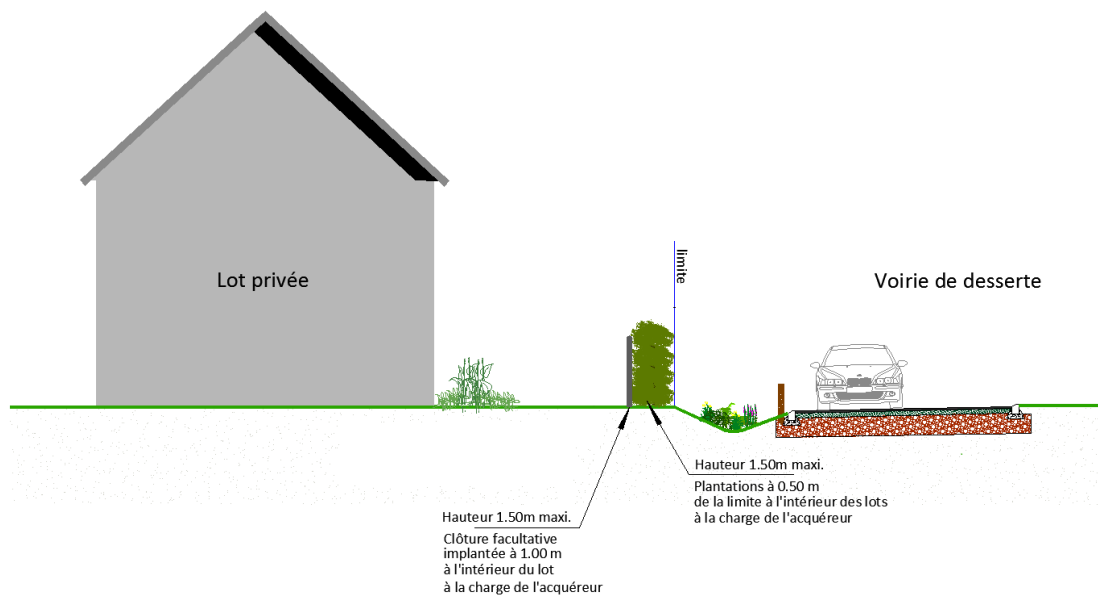 Lot privée
limite
Voirie de desserte
Hauteur 1.50m maxi.
Plantations à 0.50 m
de la limite à l'intérieur des lots
à la charge de l'acquéreur
Hauteur 1.50m maxi.
Clôture facultative
implantée à 1.00 m
à l'intérieur du lot
à la charge de l'acquéreur